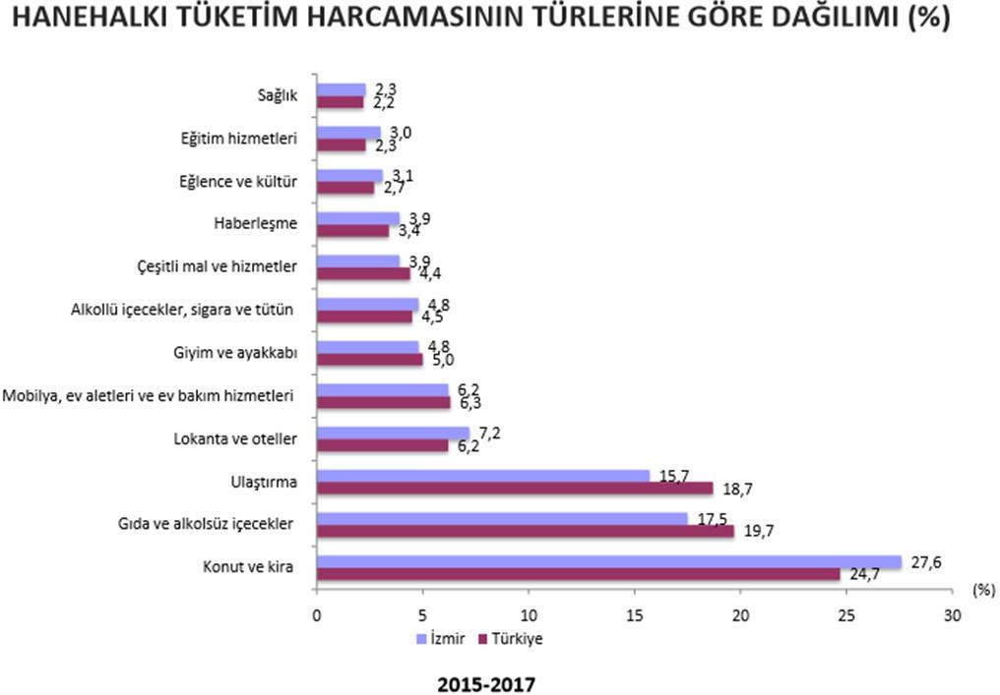 HANEHALKI TÜKETİM HARCAMASININ TÜRLERİNE GÖRE DAĞILIMI (%)
Sağlık 2,3
2,2
Eğitim hizmetleri 3,0
2,3
Eğlence ve kültür 3,1
2,7
Haberleşme 3,9
3,4
Çeşitli mal ve hizmetler 3,9
4,4
Alkollü içecekler, sigara ve tütün 4,8
4,5
Giyim ve ayakkabı 4,8
5,0
Mobilya, ev aletleri ve ev bakım hizmetleri 6,2
6,3
Lokanta ve oteller 7,2
6,2
Ulaştırma 15,7
18,7
Gıda ve alkolsüz içecekler 17,5
19,7
Konut ve kira 27,6
24,7
(%)
0 5 10 15 20 25 30
İzmir Türkiye
2015-2017